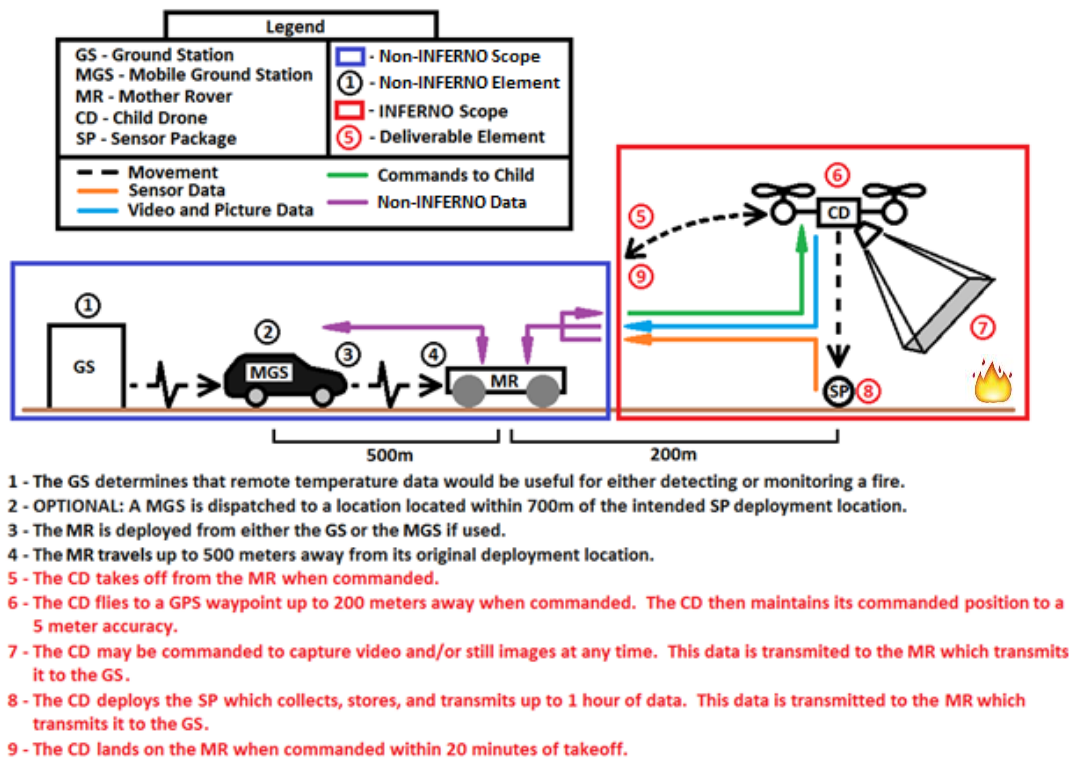 Legend
GS - Ground Station
MGS - Mobile Ground Station
MR - Mother Rover
CD - Child Drone
SP - Sensor Package
- Non-INFERNO Scope
1 - Non-INFERNO Element
- INFERNO Scope
5 - Deliverable Element
Movement
Sensor Data
Video and Picture Data
Commands to Child
Non-INFERNO Data
6
CD
5
9
7
SP
8
1
GS
2
MGS
3
4
MR
500m
200m
1 - The GS determines that remote temperature data would be useful for either detecting or monitoring a fire.
2 - OPTIONAL: A MGS is dispatched to a location located within 700m of the intended SP deployment location.
3 - The MR is deployed from either the GS or the MGS if used.
4 - The MR travels up to 500 meters away from its original deployment location.
5 - The CD takes off from the MR when commanded.
6 - The CD flies to a GPS waypoint up to 200 meters away when commanded. The CD then maintains its commanded position to a
5 meter accuracy.
7 - The CD may be commanded to capture video and/or still images at any time. This data is transmited to the MR which transmits
it to the GS.
8 - The CD deploys the SP which collects, stores, and transmits up to 1 hour of data. This data is transmitted to the MR which
transmits it to the GS.
9 - The CD lands on the MR when commanded within 20 minutes of takeoff.